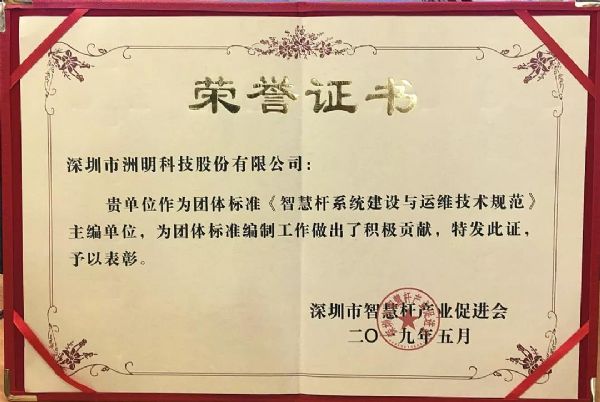 荣誉证书
深圳市洲明科技股份有限公司：
贵单位作为团体标准《智慧杆系统建设与运维技术规范》
主编单位，为团体标准编制工作做出了积极贡献，特发此证，
予以表彰。
深圳市智慧杆产业促进会
二〇一九年五月